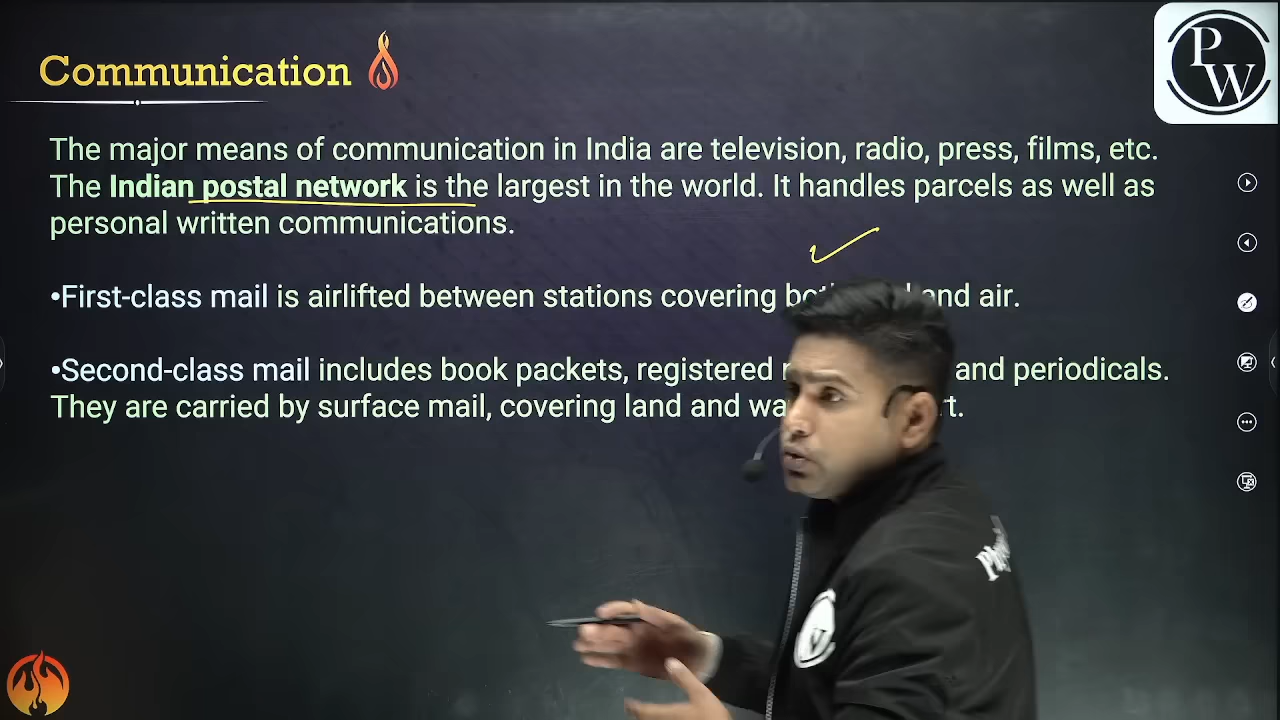 Communication
PW
The major means of communication in India are television, radio, press, films, etc.
The Indian postal network is the largest in the world. It handles parcels as well as
personal written communications.
•First-class mail is airlifted between stations covering and air.
•Second-class mail includes book packets, registered and periodicals.
They are carried by surface mail, covering land and